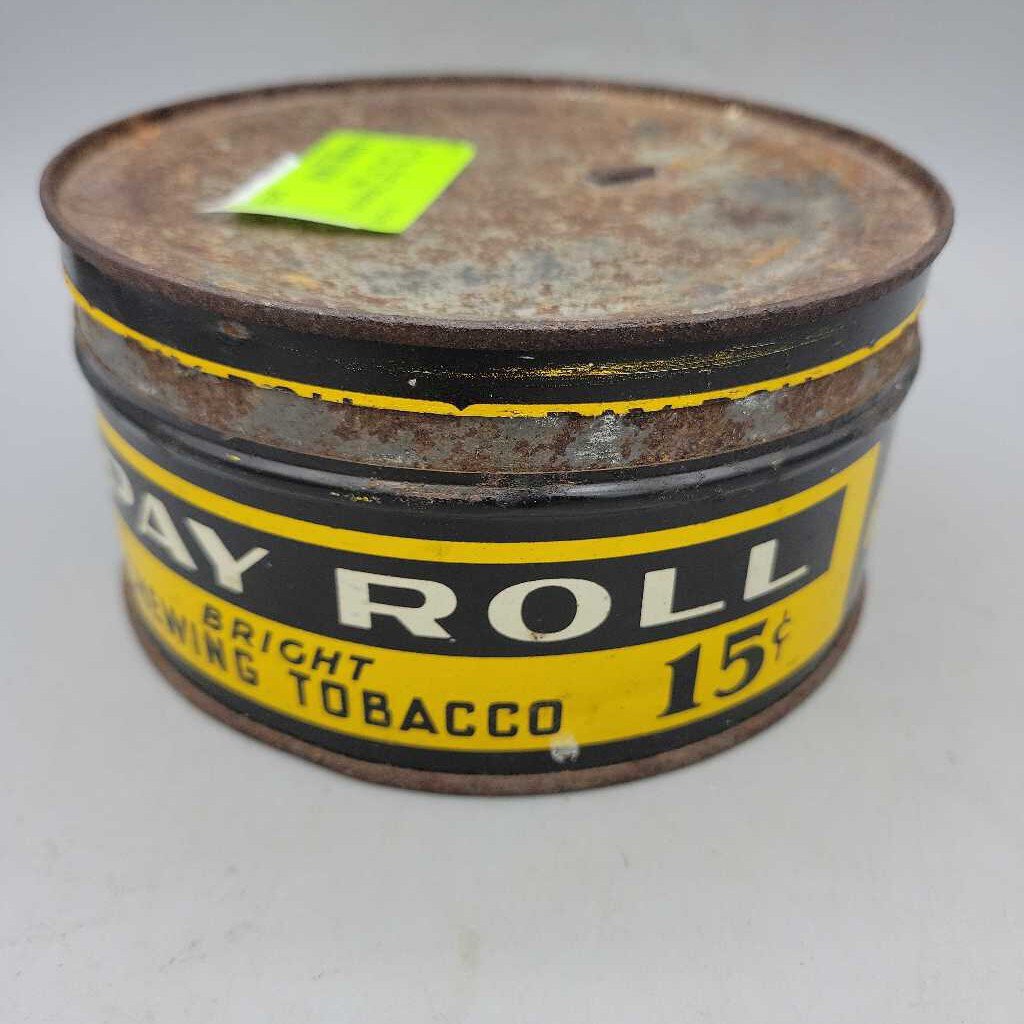 PAY ROLL
BRIGHT
CHEWING TOBACCO 15¢